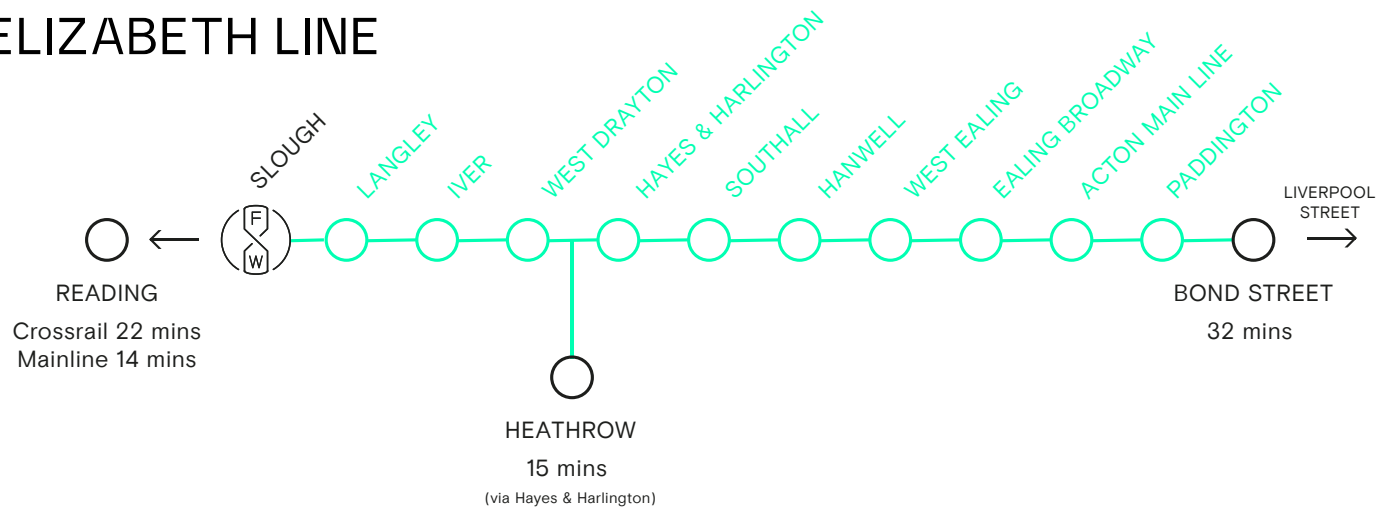 ELIZABETH LINE
SLOUGH
LANGLEY
IVER
WEST DRAYTON
HAYES & HARLINGTON
SOUTHALL
HANWELL
WEST EALING
EALING BROADWAY
ACTON MAIN LINE
PADDINGTON
LIVERPOOL
STREET
F
W
READING
Crossrail 22 mins
Mainline 14 mins
BOND STREET
32 mins
HEATHROW
15 mins
(via Hayes & Harlington)